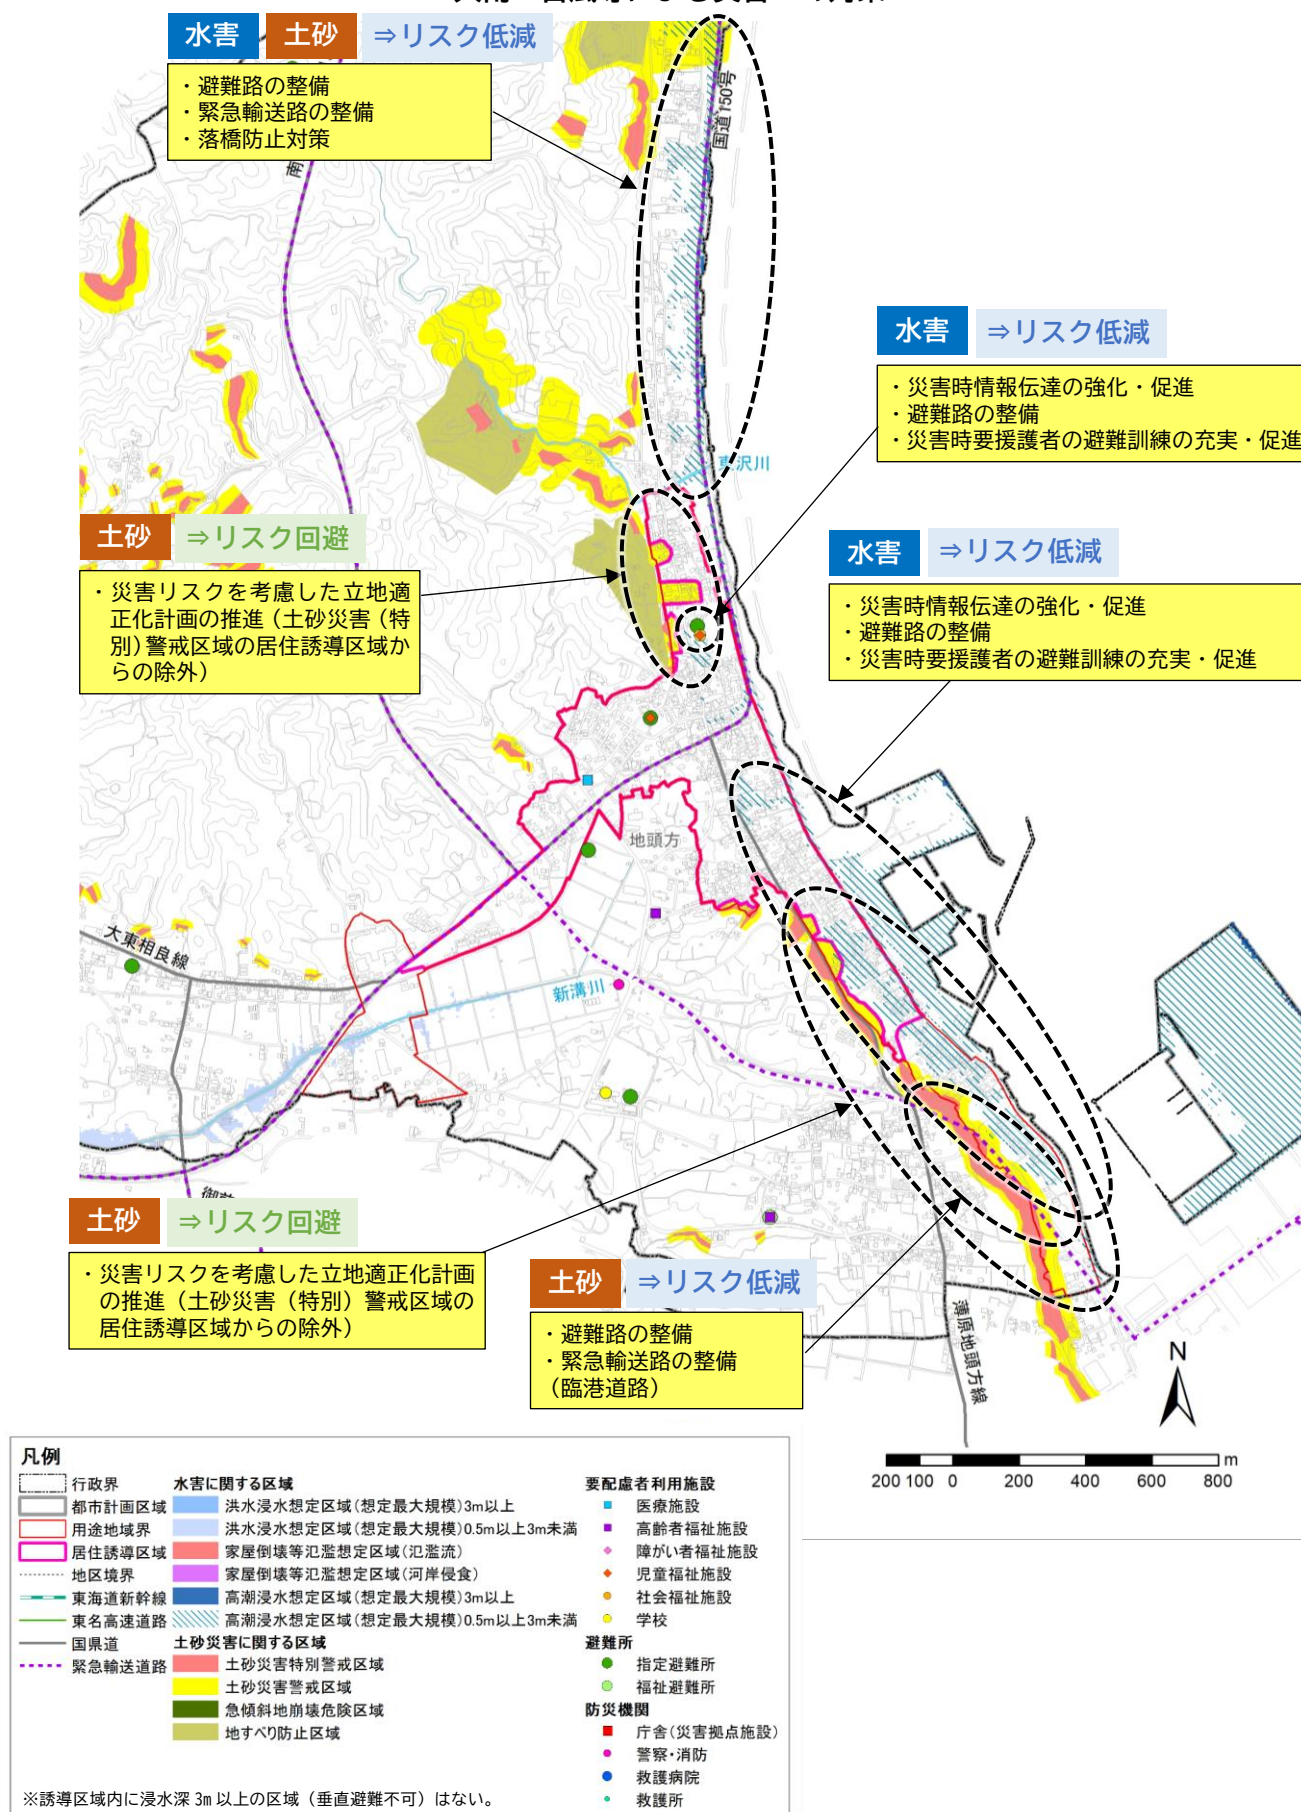 水害 土砂 ⇒リスク低減
・避難路の整備
・緊急輸送路の整備
・落橋防止対策
国道150号
南
水害 ⇒リスク低減
・災害時情報伝達の強化・促進
・避難路の整備
・災害時要援護者の避難訓練の充実・促進
東沢川
土砂 ⇒リスク回避
・災害リスクを考慮した立地適
正化計画の推進（土砂災害（特
別）警戒区域の居住誘導区域か
らの除外）
水害 ⇒リスク低減
・災害時情報伝達の強化・促進
・避難路の整備
・災害時要援護者の避難訓練の充実・促進
地頭方
大東相良線
新溝川
土砂 ⇒リスク回避
・災害リスクを考慮した立地適正化計画
の推進（土砂災害（特別）警戒区域の
居住誘導区域からの除外）
土砂 ⇒リスク低減
・避難路の整備
・緊急輸送路の整備
（臨港道路）
薄原地頭方線
N
m
200 100 0 200 400 600 800
凡例
行政界
都市計画区域
用途地域界
居住誘導区域
地区境界
東海道新幹線
東名高速道路
国県道
緊急輸送道路
水害に関する区域
洪水浸水想定区域(想定最大規模)3m以上
洪水浸水想定区域(想定最大規模)0.5m以上3m未満
家屋倒壊等氾濫想定区域(氾濫流)
家屋倒壊等氾濫想定区域(河岸侵食)
高潮浸水想定区域(想定最大規模)3m以上
高潮浸水想定区域(想定最大規模)0.5m以上3m未満
土砂災害に関する区域
土砂災害特別警戒区域
土砂災害警戒区域
急傾斜地崩壊危険区域
地すべり防止区域
要配慮者利用施設
医療施設
高齢者福祉施設
障がい者福祉施設
児童福祉施設
社会福祉施設
学校
避難所
指定避難所
福祉避難所
防災機関
庁舎(災害拠点施設)
警察・消防
救護病院
救護所
※誘導区域内に浸水深3m以上の区域（垂直避難不可）はない。